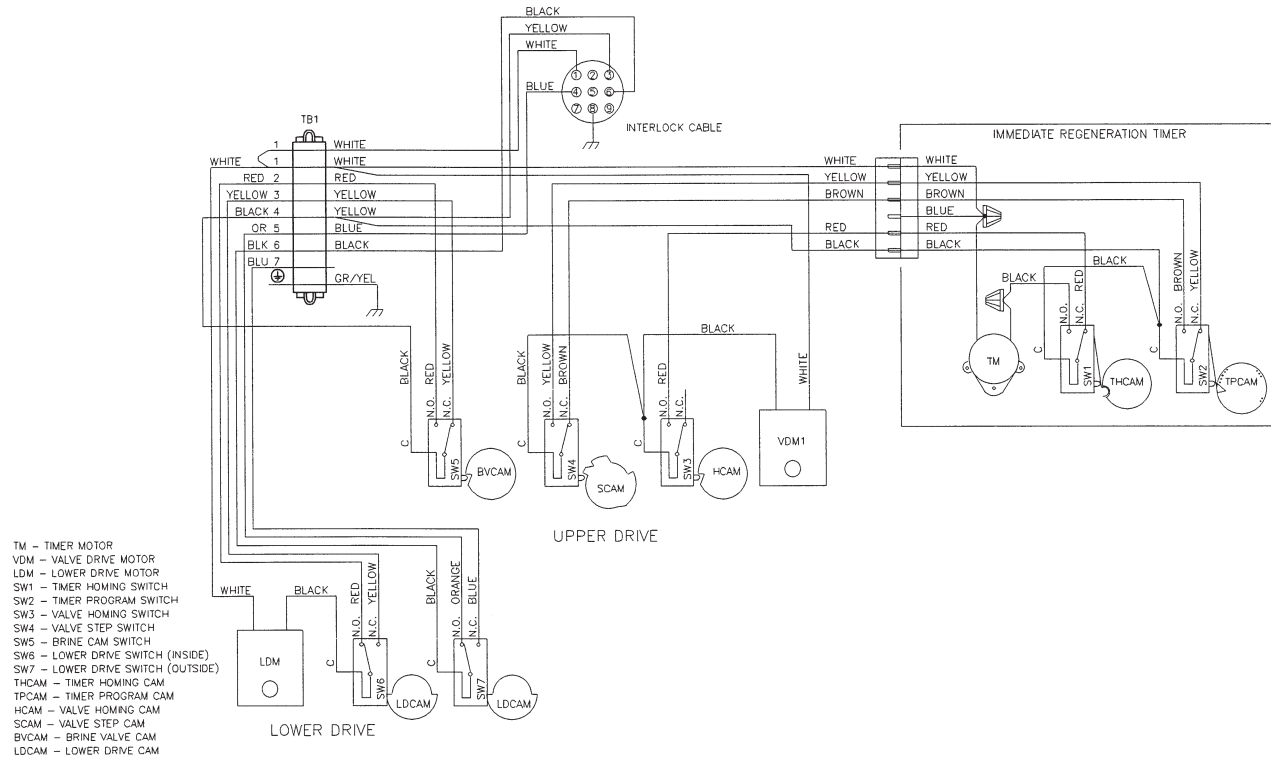 BLACK
YELLOW
WHITE
BLUE
1 2 3
4 5 6
7 8 9
INTERLOCK CABLE
TB1
IMMEDIATE REGENERATION TIMER
1 WHITE
WHITE 1 WHITE
RED 2 RED
YELLOW 3 YELLOW
BLACK 4 YELLOW
OR 5 BLUE
BLK 6 BLACK
BLU 7
GR/YEL
WHITE WHITE
YELLOW YELLOW
BROWN BROWN
BLUE
RED RED
BLACK BLACK
BLACK
BLACK
N.O.
N.C. RED
C
SW1
THCAM
TM
N.O. BROWN
N.C. YELLOW
C
SW2
TPCAM
BLACK
C
N.O. RED
N.C. YELLOW
SW5
BVCAM
C
N.O. YELLOW
N.C. BROWN
SW4
SCAM
BLACK
C
N.O. RED
N.C.
SW3
HCAM
WHITE
VDM1
UPPER DRIVE
WHITE
BLACK
LDM
C
N.O. RED
N.C. YELLOW
SW6
LDCAM
BLACK
C
N.O. ORANGE
N.C. BLUE
SW7
LDCAM
LOWER DRIVE
TM – TIMER MOTOR
VDM – VALVE DRIVE MOTOR
LDM – LOWER DRIVE MOTOR
SW1 – TIMER HOMING SWITCH
SW2 – TIMER PROGRAM SWITCH
SW3 – VALVE HOMING SWITCH
SW4 – VALVE STEP SWITCH
SW5 – BRINE CAM SWITCH
SW6 – LOWER DRIVE SWITCH (INSIDE)
SW7 – LOWER DRIVE SWITCH (OUTSIDE)
THCAM – TIMER HOMING CAM
TPCAM – TIMER PROGRAM CAM
HCAM – VALVE HOMING CAM
SCAM – VALVE STEP CAM
BVCAM – BRINE VALVE CAM
LDCAM – LOWER DRIVE CAM